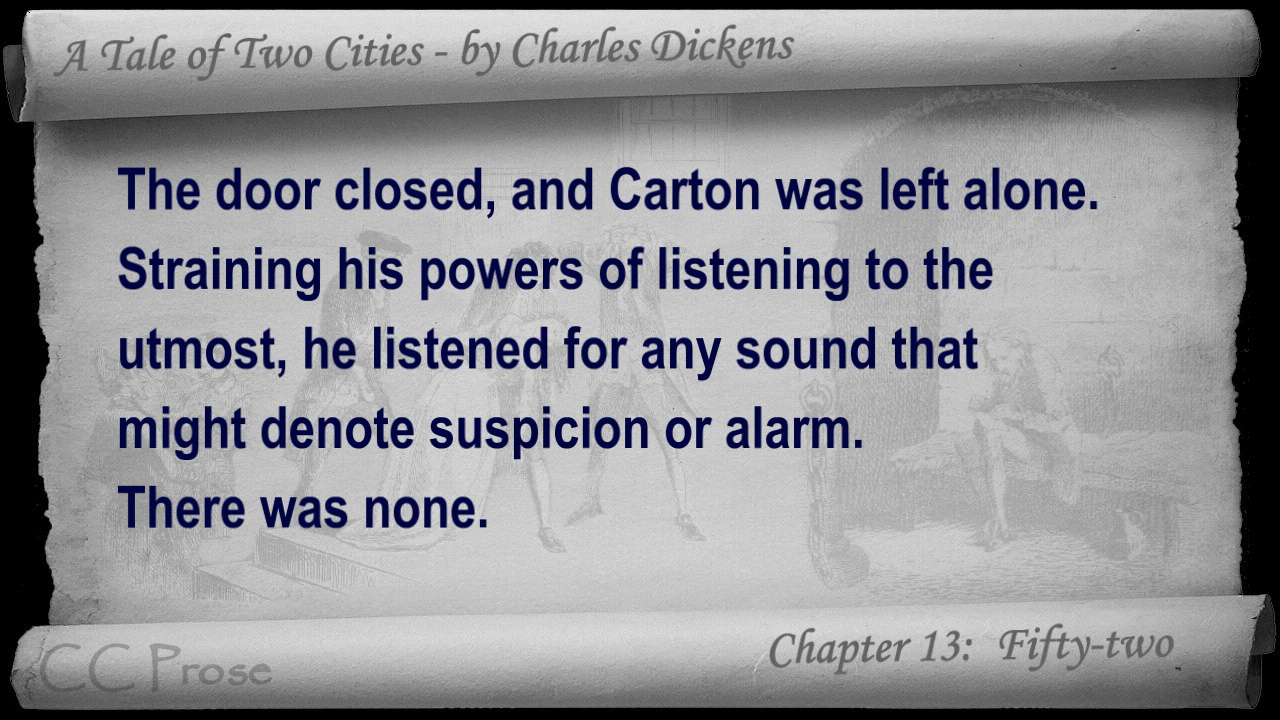 A Tale of Two Cities - by Charles Dickens
The door closed, and Carton was left alone.
Straining his powers of listening to the
utmost, he listened for any sound that
might denote suspicion or alarm.
There was none.
CC Prose
Chapter 13: Fifty-two